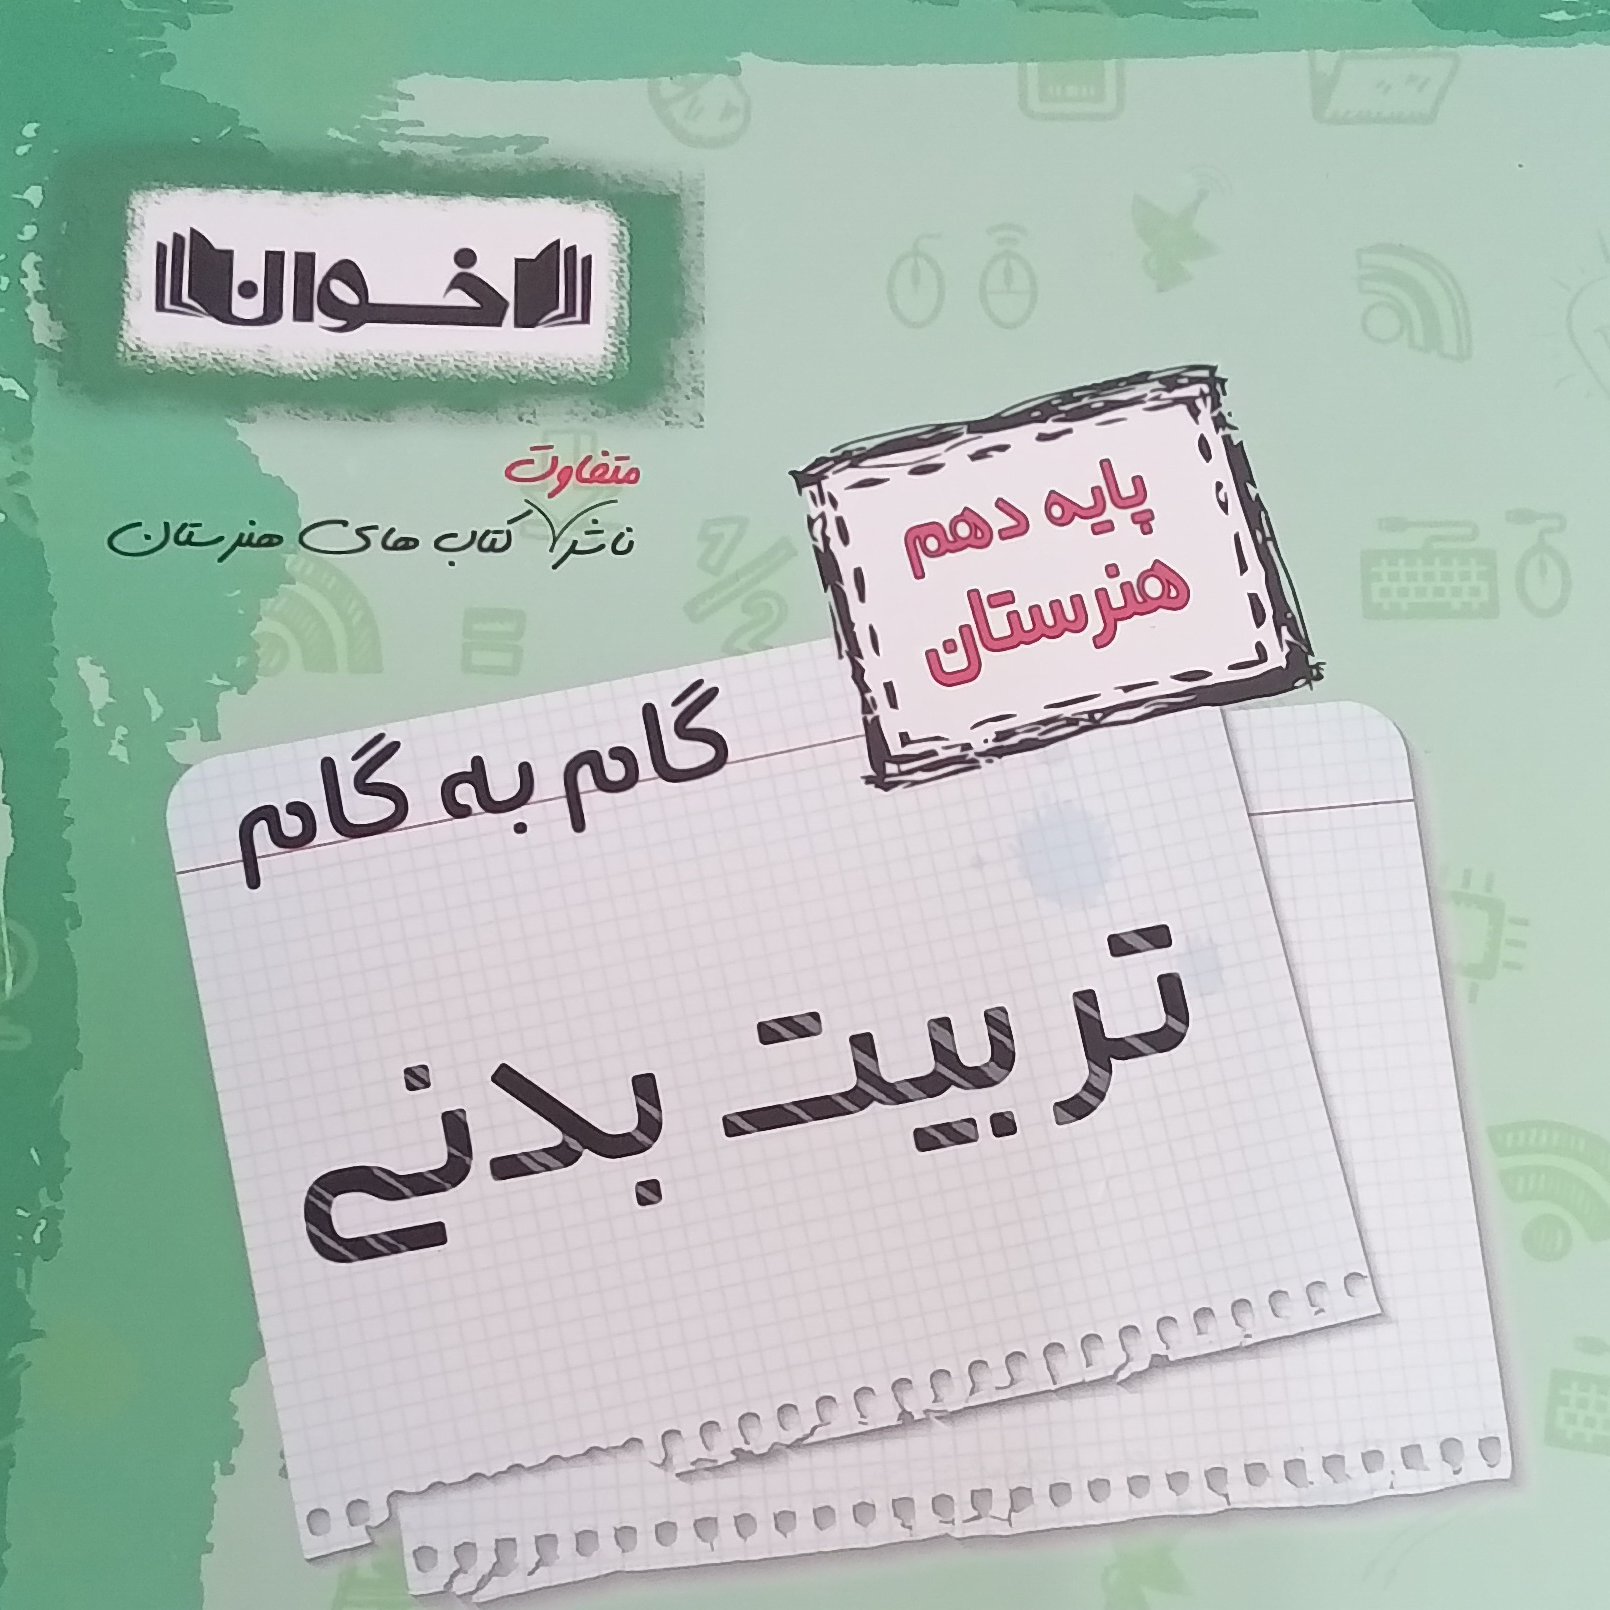 اخوان
متفاوت
ناشر کتاب های هنرستان
پایه دهم
هنرستان
گام به گام
تربیت بدنی